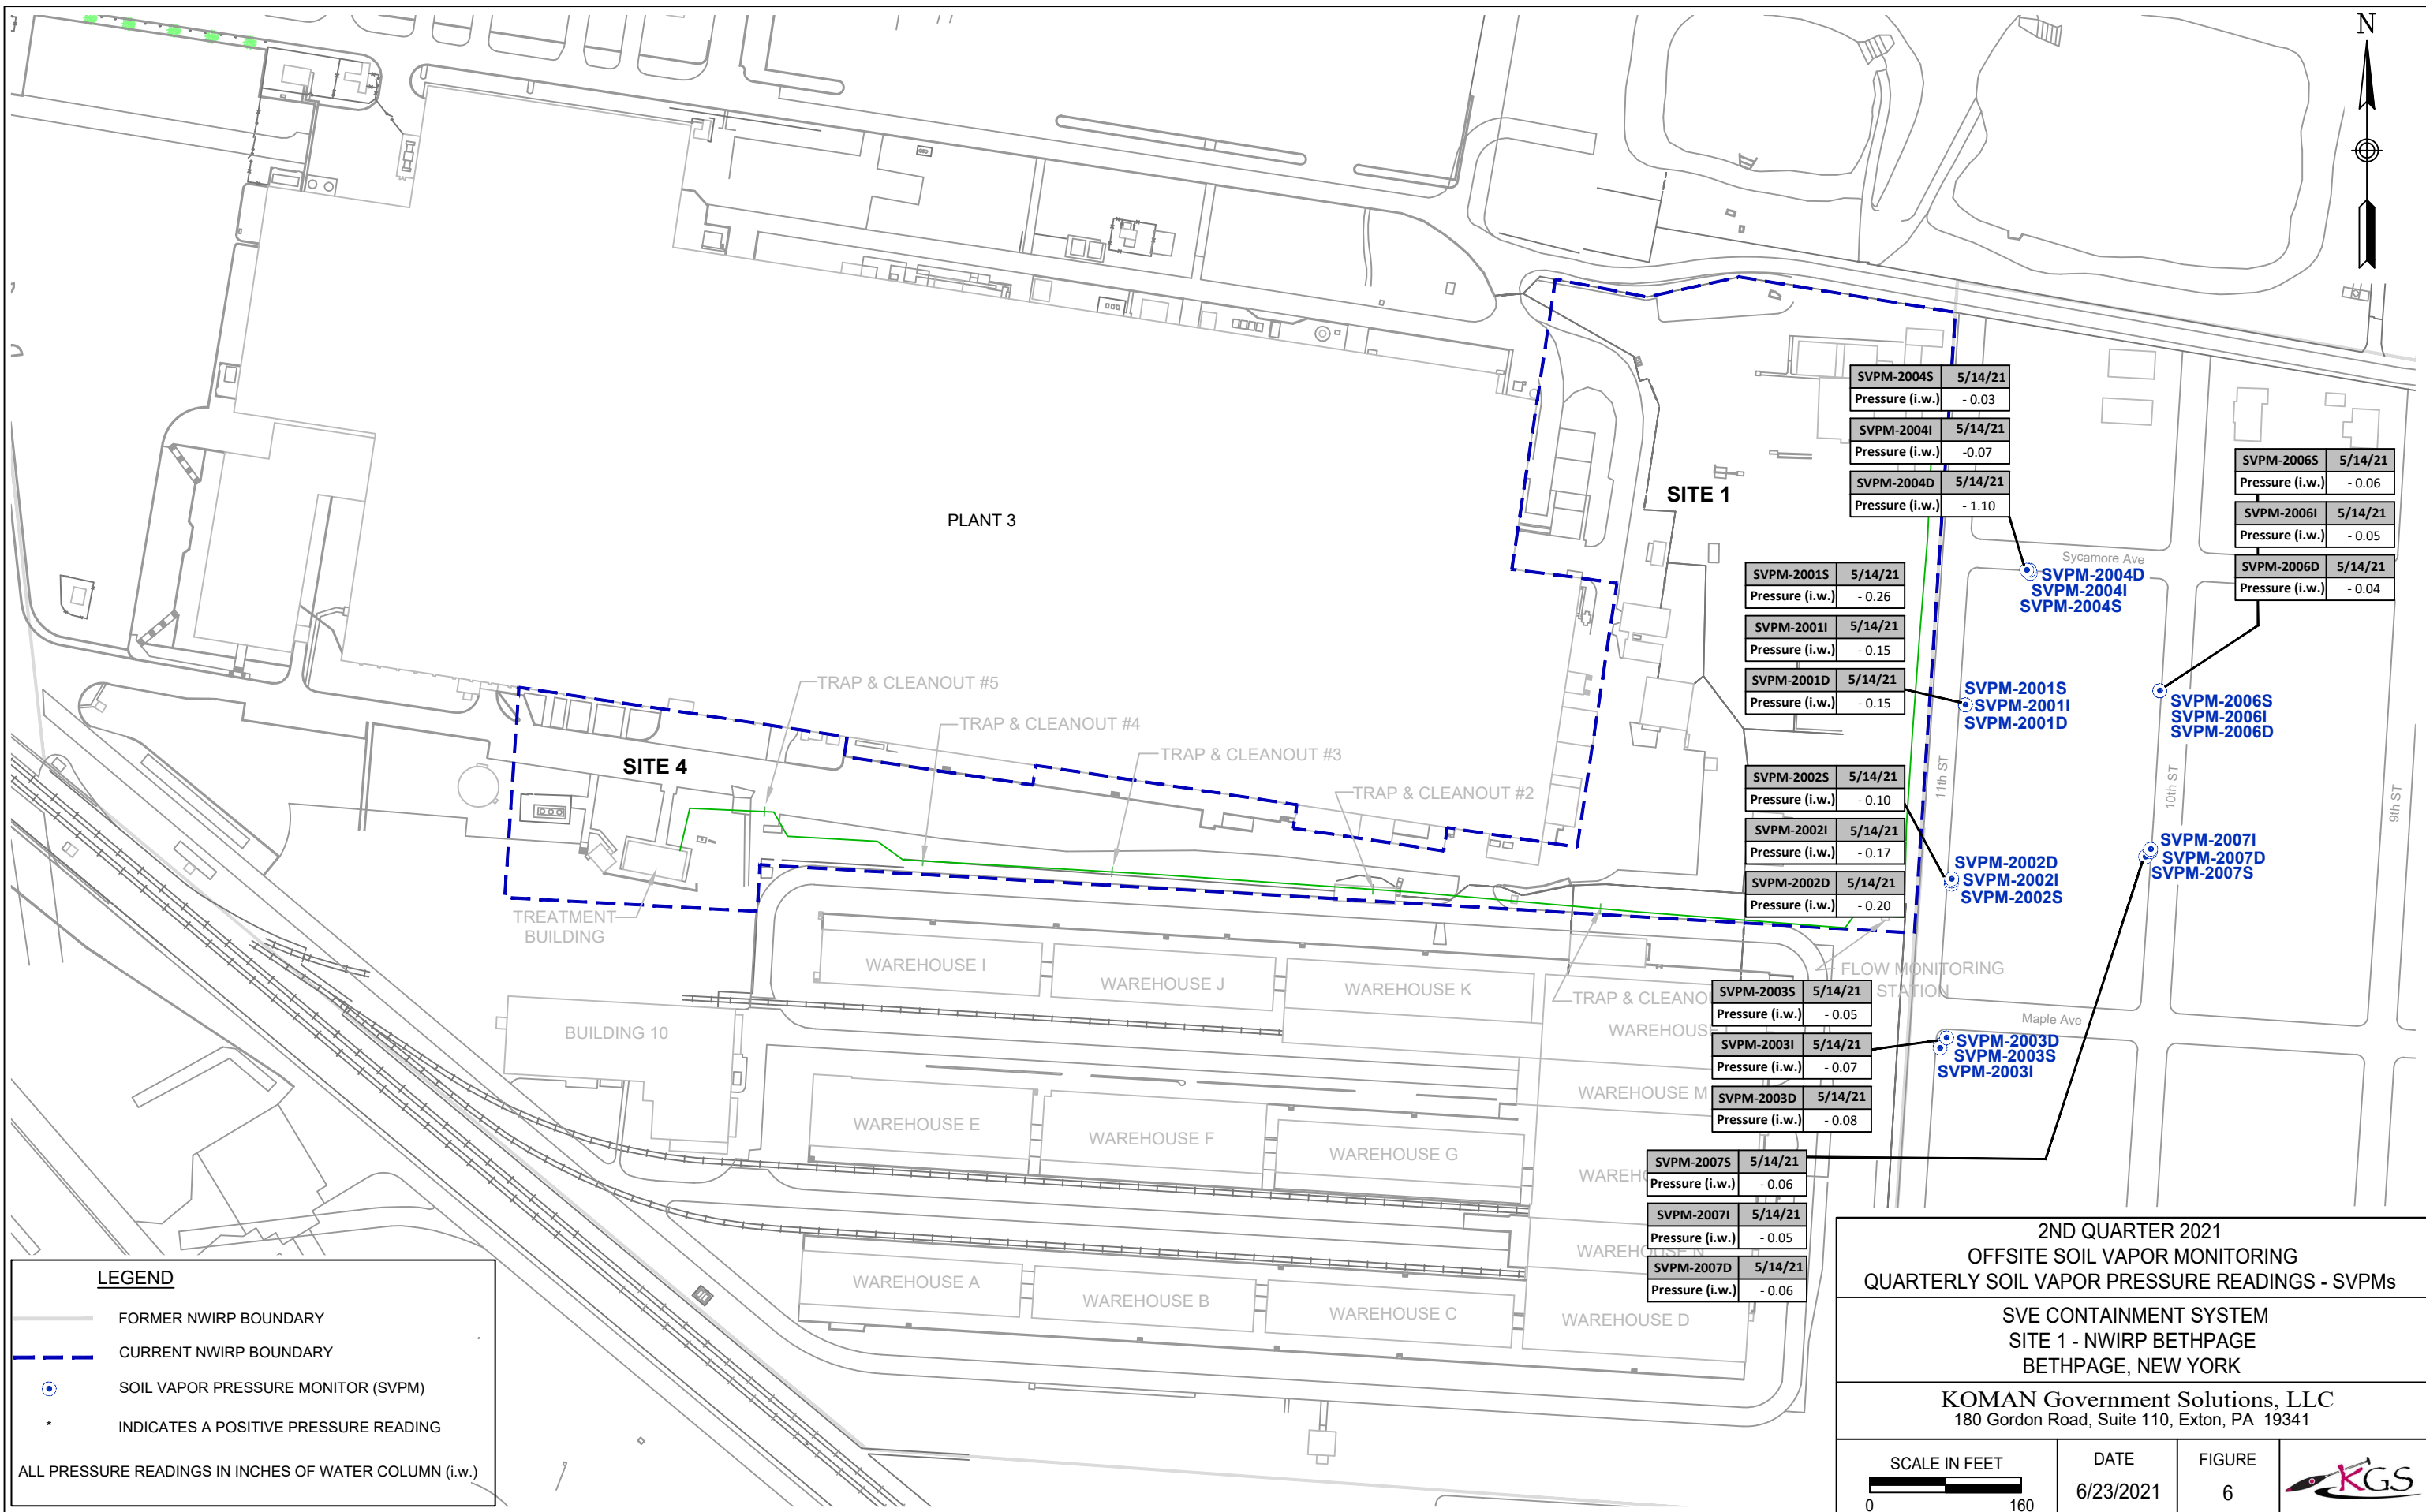 N
PLANT 3
SITE 1
SITE 4
SVPM-2004S 5/14/21
Pressure (i.w.) - 0.03
SVPM-2004I 5/14/21
Pressure (i.w.) -0.07
SVPM-2004D 5/14/21
Pressure (i.w.) - 1.10
SVPM-2006S 5/14/21
Pressure (i.w.) - 0.06
SVPM-2006I 5/14/21
Pressure (i.w.) - 0.05
SVPM-2006D 5/14/21
Pressure (i.w.) - 0.04
Sycamore Ave
SVPM-2004D
SVPM-2004I
SVPM-2004S
SVPM-2001S 5/14/21
Pressure (i.w.) - 0.26
SVPM-2001I 5/14/21
Pressure (i.w.) - 0.15
SVPM-2001D 5/14/21
Pressure (i.w.) - 0.15
SVPM-2001S
SVPM-2001I
SVPM-2001D
SVPM-2006S
SVPM-2006I
SVPM-2006D
TRAP & CLEANOUT #5
TRAP & CLEANOUT #4
TRAP & CLEANOUT #3
TRAP & CLEANOUT #2
11th ST
10th ST
9th ST
SVPM-2002S 5/14/21
Pressure (i.w.) - 0.10
SVPM-2002I 5/14/21
Pressure (i.w.) - 0.17
SVPM-2002D 5/14/21
Pressure (i.w.) - 0.20
SVPM-2002D
SVPM-2002I
SVPM-2002S
SVPM-2007I
SVPM-2007D
SVPM-2007S
TREATMENT
BUILDING
WAREHOUSE I
WAREHOUSE J
WAREHOUSE K
FLOW MONITORING
STATION
TRAP & CLEANO
WAREHOUS
BUILDING 10
Maple Ave
SVPM-2003S 5/14/21
Pressure (i.w.) - 0.05
SVPM-2003I 5/14/21
Pressure (i.w.) - 0.07
SVPM-2003D 5/14/21
Pressure (i.w.) - 0.08
SVPM-2003D
SVPM-2003S
SVPM-2003I
WAREHOUSE M
WAREHOUSE E
WAREHOUSE F
WAREHOUSE G
WAREHO
SVPM-2007S 5/14/21
Pressure (i.w.) - 0.06
SVPM-2007I 5/14/21
Pressure (i.w.) - 0.05
SVPM-2007D 5/14/21
Pressure (i.w.) - 0.06
WAREHOUSE N
WAREHOUSE A
WAREHOUSE B
WAREHOUSE C
WAREHOUSE D
LEGEND
FORMER NWIRP BOUNDARY
CURRENT NWIRP BOUNDARY
SOIL VAPOR PRESSURE MONITOR (SVPM)
* INDICATES A POSITIVE PRESSURE READING
ALL PRESSURE READINGS IN INCHES OF WATER COLUMN (i.w.)
2ND QUARTER 2021
OFFSITE SOIL VAPOR MONITORING
QUARTERLY SOIL VAPOR PRESSURE READINGS - SVPMs
SVE CONTAINMENT SYSTEM
SITE 1 - NWIRP BETHPAGE
BETHPAGE, NEW YORK
KOMAN Government Solutions, LLC
180 Gordon Road, Suite 110, Exton, PA 19341
SCALE IN FEET
0 160
DATE
6/23/2021
FIGURE
6
KGS